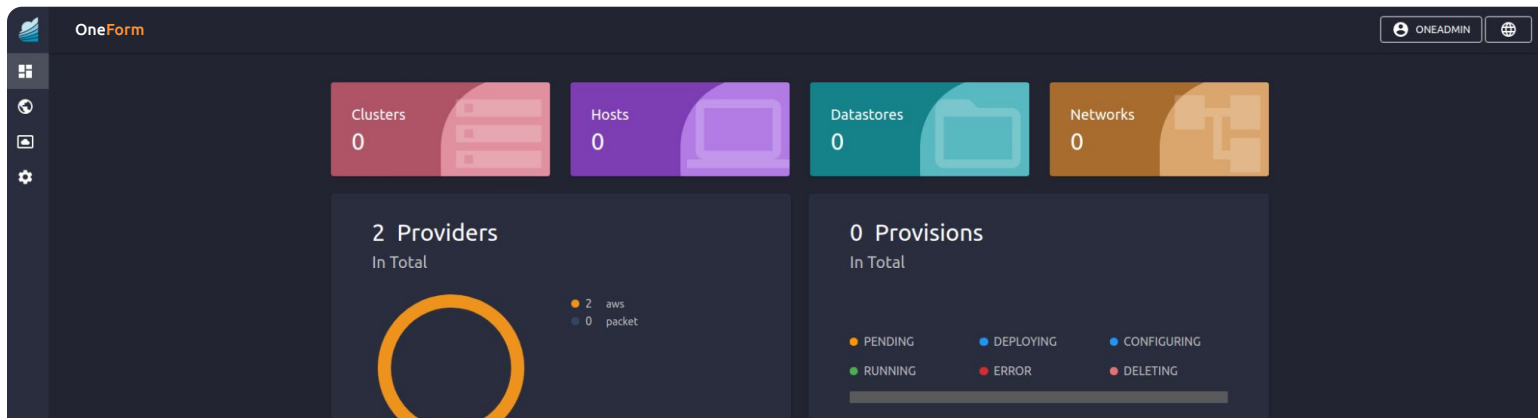 OneForm
ONEADMIN
Clusters
0
Hosts
0
Datastores
0
Networks
0
2 Providers
In Total
2 aws
0 packet
0 Provisions
In Total
PENDING DEPLOYING CONFIGURING
RUNNING ERROR DELETING